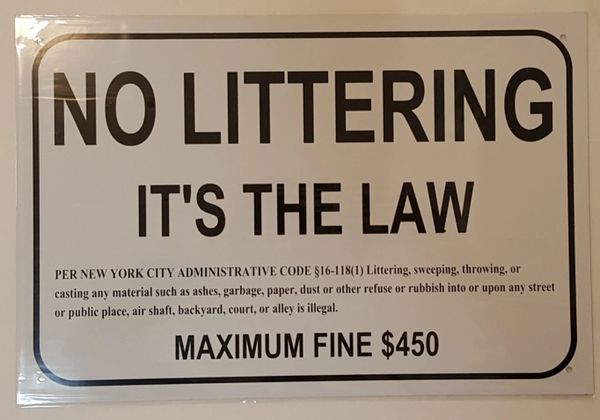 NO LITTERING
IT'S THE LAW
PER NEW YORK CITY ADMINISTRATIVE CODE §16-118(1) Littering, sweeping, throwing, or
casting any material such as ashes, garbage, paper, dust or other refuse or rubbish into or upon any street
or public place, air shaft, backyard, court, or alley is illegal.
MAXIMUM FINE $450